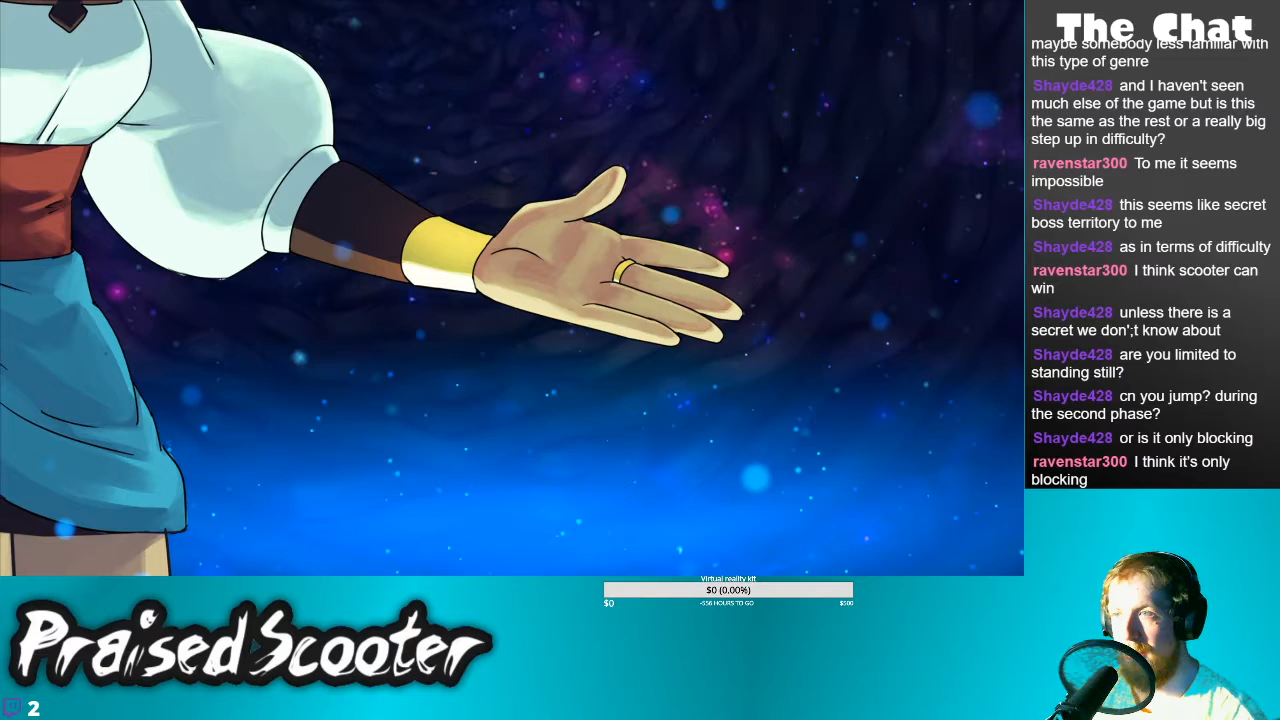 The Chat
maybe somebody less familiar with
this type of genre
Shayde428 and I haven't seen
much else of the game but is this
the same as the rest or a really big
step up in difficulty?
ravenstar300 To me it seems
impossible
Shayde428 this seems like secret
boss territory to me
Shayde428 as in terms of difficulty
ravenstar300 I think scooter can
win
Shayde428 unless there is a
secret we don';t know about
Shayde428 are you limited to
standing still?
Shayde428 cn you jump? during
the second phase?
Shayde428 or is it only blocking
ravenstar300 I think it's only
blocking
Virtual reality kit
$0 (0.00%)
$0 -556 HOURS TO GO $500
PraisedScooter
2